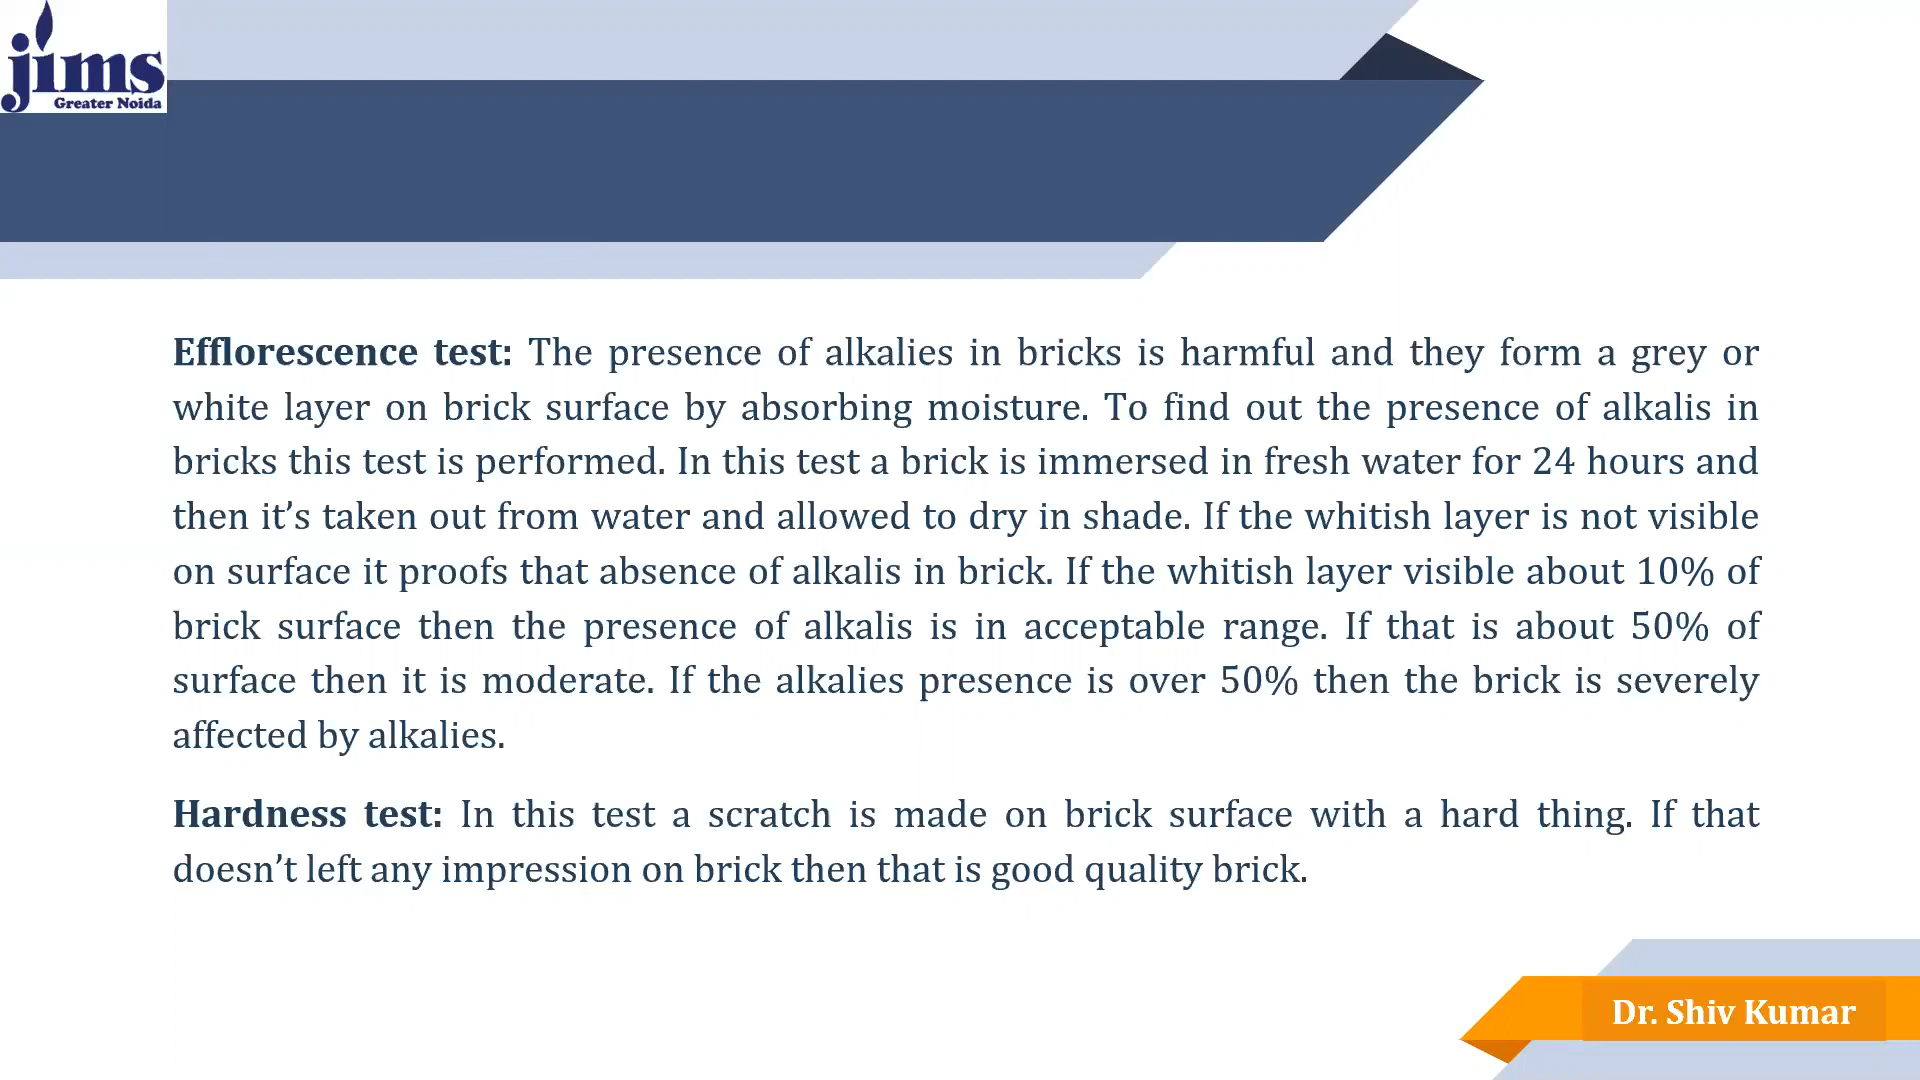 jims
Greater Noida
Efflorescence test: The presence of alkalies in bricks is harmful and they form a grey or
white layer on brick surface by absorbing moisture. To find out the presence of alkalis in
bricks this test is performed. In this test a brick is immersed in fresh water for 24 hours and
then it’s taken out from water and allowed to dry in shade. If the whitish layer is not visible
on surface it proofs that absence of alkalis in brick. If the whitish layer visible about 10% of
brick surface then the presence of alkalis is in acceptable range. If that is about 50% of
surface then it is moderate. If the alkalies presence is over 50% then the brick is severely
affected by alkalies.
Hardness test: In this test a scratch is made on brick surface with a hard thing. If that
doesn’t left any impression on brick then that is good quality brick.
Dr. Shiv Kumar